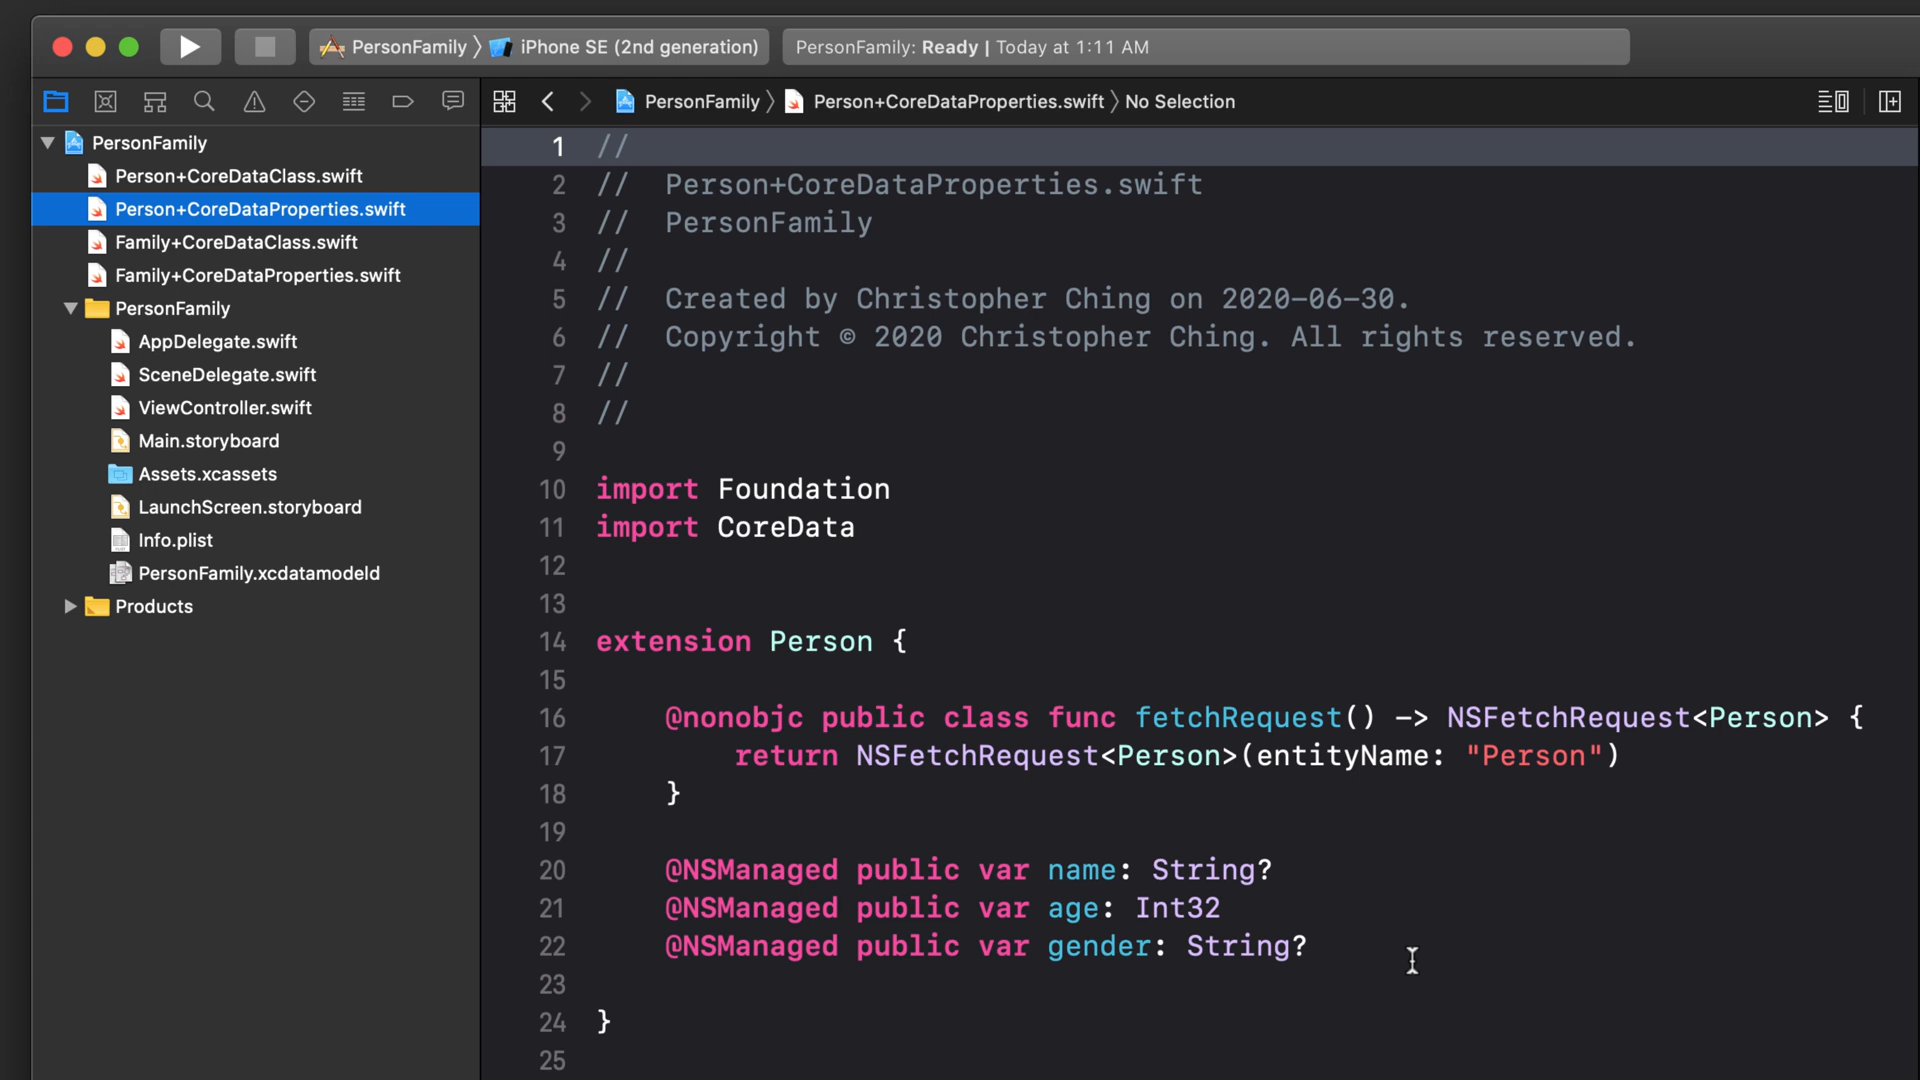 PersonFamily 〉 iPhone SE (2nd generation)
PersonFamily: Ready | Today at 1:11 AM
PersonFamily 〉 Person+CoreDataProperties.swift 〉 No Selection
PersonFamily
Person+CoreDataClass.swift
Person+CoreDataProperties.swift
Family+CoreDataClass.swift
Family+CoreDataProperties.swift
PersonFamily
AppDelegate.swift
SceneDelegate.swift
ViewController.swift
Main.storyboard
Assets.xcassets
LaunchScreen.storyboard
Info.plist
PersonFamily.xcdatamodeld
Products
1 //
2 //  Person+CoreDataProperties.swift
3 //  PersonFamily
4 //
5 //  Created by Christopher Ching on 2020-06-30.
6 //  Copyright © 2020 Christopher Ching. All rights reserved.
7 //
8 //
9
10 import Foundation
11 import CoreData
12
13
14 extension Person {
15
16     @nonobjc public class func fetchRequest() -> NSFetchRequest<Person> {
17         return NSFetchRequest<Person>(entityName: "Person")
18     }
19
20     @NSManaged public var name: String?
21     @NSManaged public var age: Int32
22     @NSManaged public var gender: String?
23
24 }
25